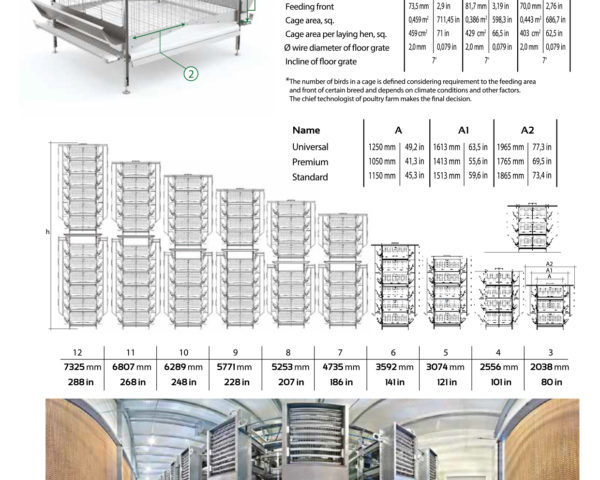 Feeding front 73,5 mm 2,9 in 81,7 mm 3,19 in 70,0 mm 2,76 in
Cage area, sq. 0,459 m² 711,45 in² 0,386 m² 598,3 in² 0,443 m² 686,7 in²
Cage area per laying hen, sq. 459 cm² 71 in² 429 cm² 66,5 in² 403 cm² 62,5 in²
Ø wire diameter of floor grate 2,0 mm 0,079 in 2,0 mm 0,079 in 2,0 mm 0,079 in
Incline of floor grate 7˚ 7˚ 7˚
2
*The number of birds in a cage is defined considering requirement to the feeding area
and front of certain breed and depends on climate conditions and other factors.
The chief technologist of poultry farm makes the final decision.
Name A A1 A2
Universal 1250 mm 49,2 in 1613 mm 63,5 in 1965 mm 77,3 in
Premium 1050 mm 41,3 in 1413 mm 55,6 in 1765 mm 69,5 in
Standard 1150 mm 45,3 in 1513 mm 59,6 in 1865 mm 73,4 in
h
A2
A1
A
12 11 10 9 8 7 6 5 4 3
7325 mm 6807 mm 6289 mm 5771 mm 5253 mm 4735 mm 3592 mm 3074 mm 2556 mm 2038 mm
288 in 268 in 248 in 228 in 207 in 186 in 141 in 121 in 101 in 80 in